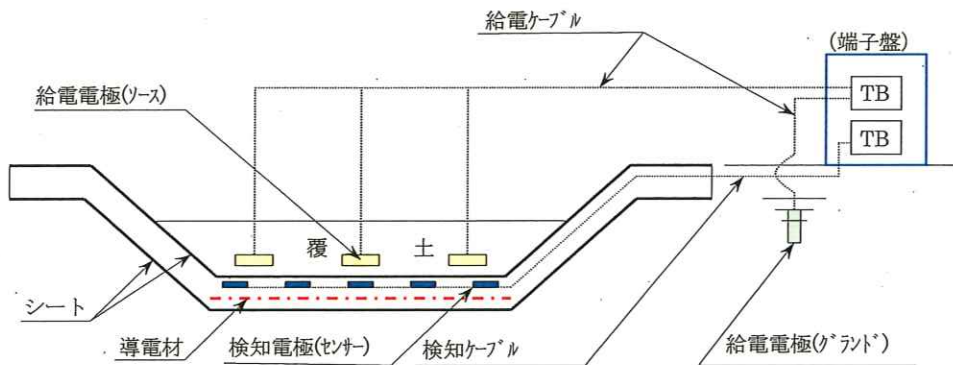 給電ケーブル
(端子盤)
給電電極(ソース)
TB
TB
覆 土
シート
導電材
検知電極(センサー)
検知ケーブル
給電電極(グランド)